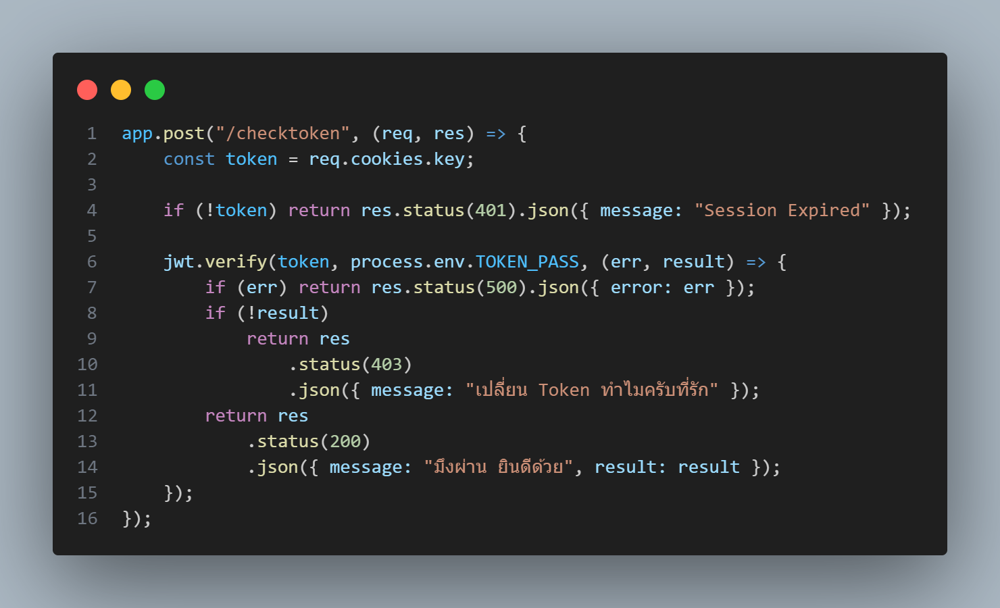 1 app.post("/checktoken", (req, res) => {
2     const token = req.cookies.key;
3
4     if (!token) return res.status(401).json({ message: "Session Expired" });
5
6     jwt.verify(token, process.env.TOKEN_PASS, (err, result) => {
7         if (err) return res.status(500).json({ error: err });
8         if (!result)
9             return res
10                 .status(403)
11                 .json({ message: "เปลี่ยน Token ทำไมครับที่รัก" });
12         return res
13             .status(200)
14             .json({ message: "มึงผ่าน ยินดีด้วย", result: result });
15     });
16 });